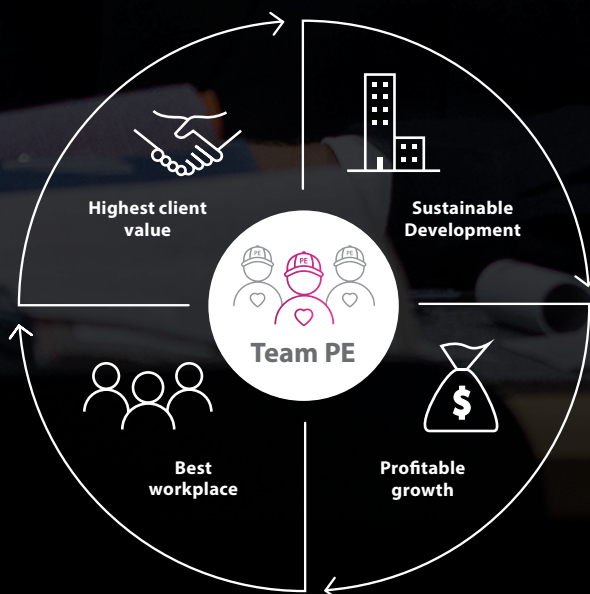 Highest client
value
Sustainable
Development
PE
PE
PE
Team PE
$
Best
workplace
Profitable
growth